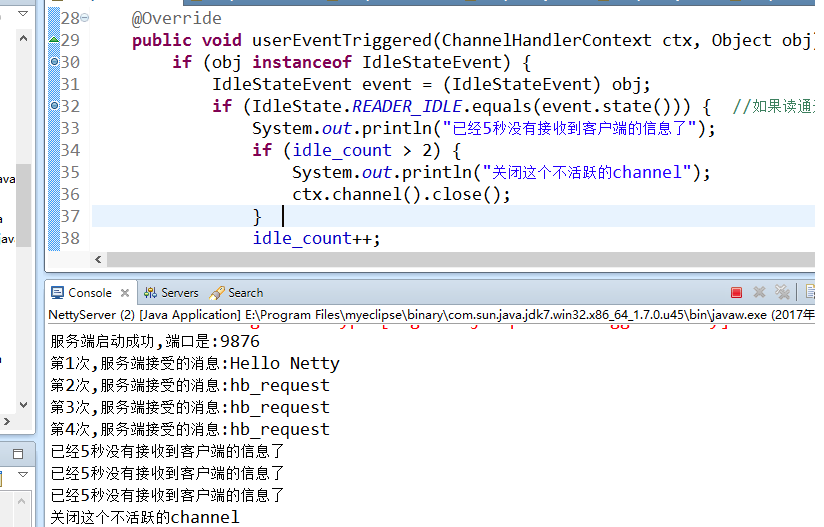 28 @Override
29 public void userEventTriggered(ChannelHandlerContext ctx, Object obj)
30 if (obj instanceof IdleStateEvent) {
31 IdleStateEvent event = (IdleStateEvent) obj;
32 if (IdleState.READER_IDLE.equals(event.state())) { //如果读通
33 System.out.println("已经5秒没有接收到客户端的信息了");
34 if (idle_count > 2) {
35 System.out.println("关闭这个不活跃的channel");
36 ctx.channel().close();
37 }
38 idle_count++;
Console Servers Search
NettyServer (2) [Java Application] E:\Program Files\myeclipse\binary\com.sun.java.jdk7.win32.x86_64_1.7.0.u45\bin\javaw.exe (2017年
服务端启动成功,端口是:9876
第1次,服务端接受的消息:Hello Netty
第2次,服务端接受的消息:hb_request
第3次,服务端接受的消息:hb_request
第4次,服务端接受的消息:hb_request
已经5秒没有接收到客户端的信息了
已经5秒没有接收到客户端的信息了
已经5秒没有接收到客户端的信息了
关闭这个不活跃的channel